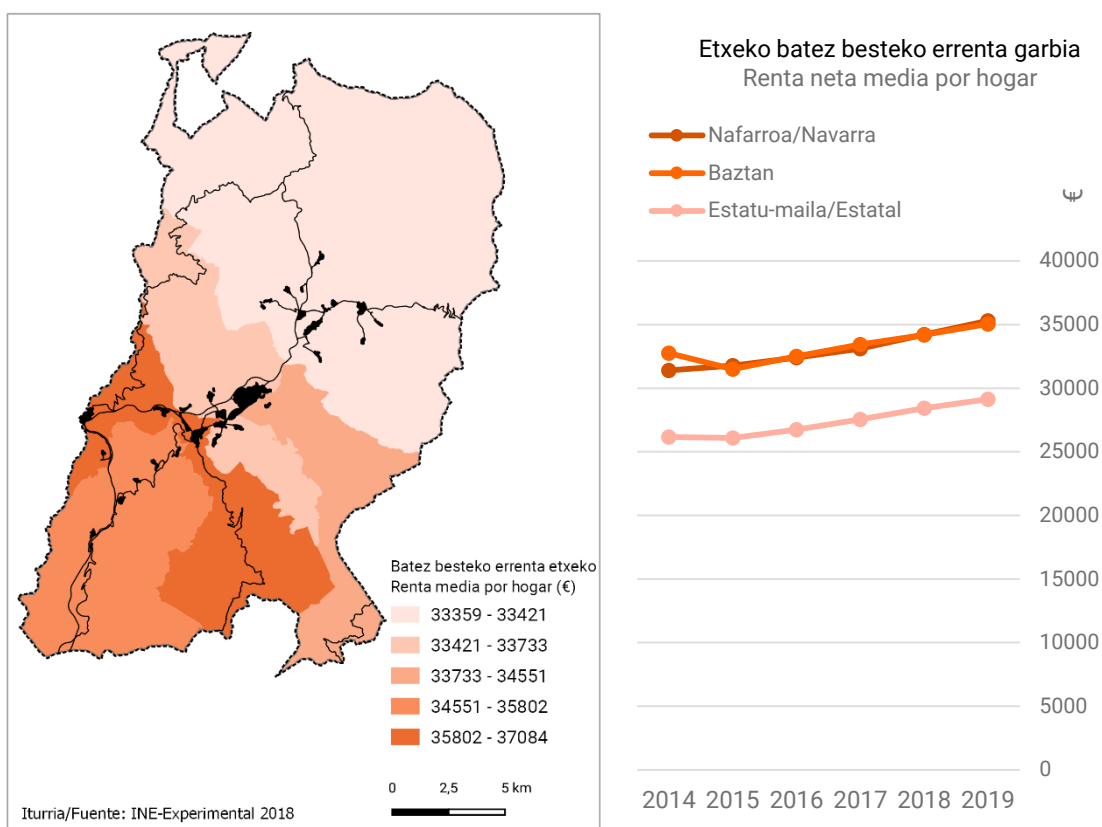 Batez besteko errenta etxeko
Renta media por hogar (€)
33359 - 33421
33421 - 33733
33733 - 34551
34551 - 35802
35802 - 37084
0 2,5 5 km
Iturria/Fuente: INE-Experimental 2018
Etxeko batez besteko errenta garbia
Renta neta media por hogar
Nafarroa/Navarra
Baztan
Estatu-maila/Estatal
€
40000
35000
30000
25000
20000
15000
10000
5000
0
2014 2015 2016 2017 2018 2019